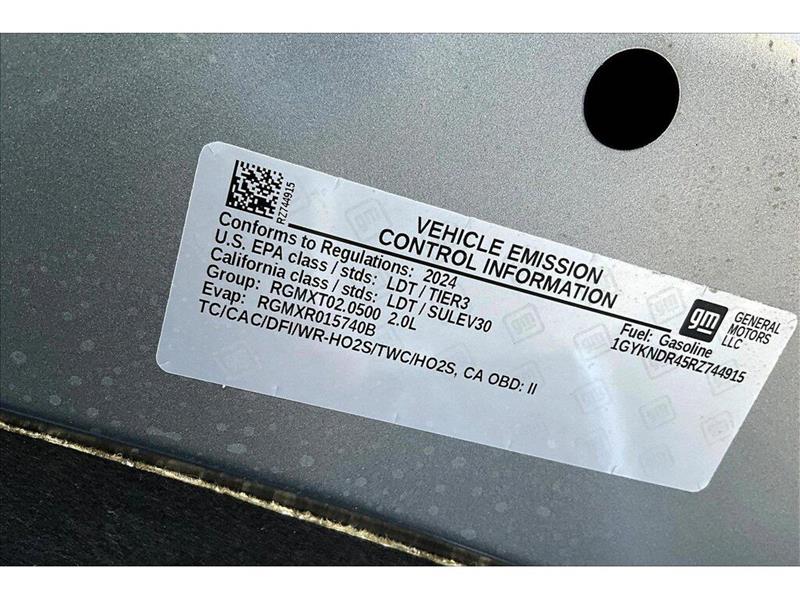 RZ744915
VEHICLE EMISSION
CONTROL INFORMATION
Conforms to Regulations: 2024
U.S. EPA class / stds: LDT / TIER3
California class / stds: LDT / SULEV30
Group: RGMXT02.0500 2.0L
Evap: RGMXR015740B
TC/CAC/DFI/WR-HO2S/TWC/HO2S, CA OBD: II
gm
GENERAL
MOTORS
LLC
Fuel: Gasoline
1GYKNDR45RZ744915